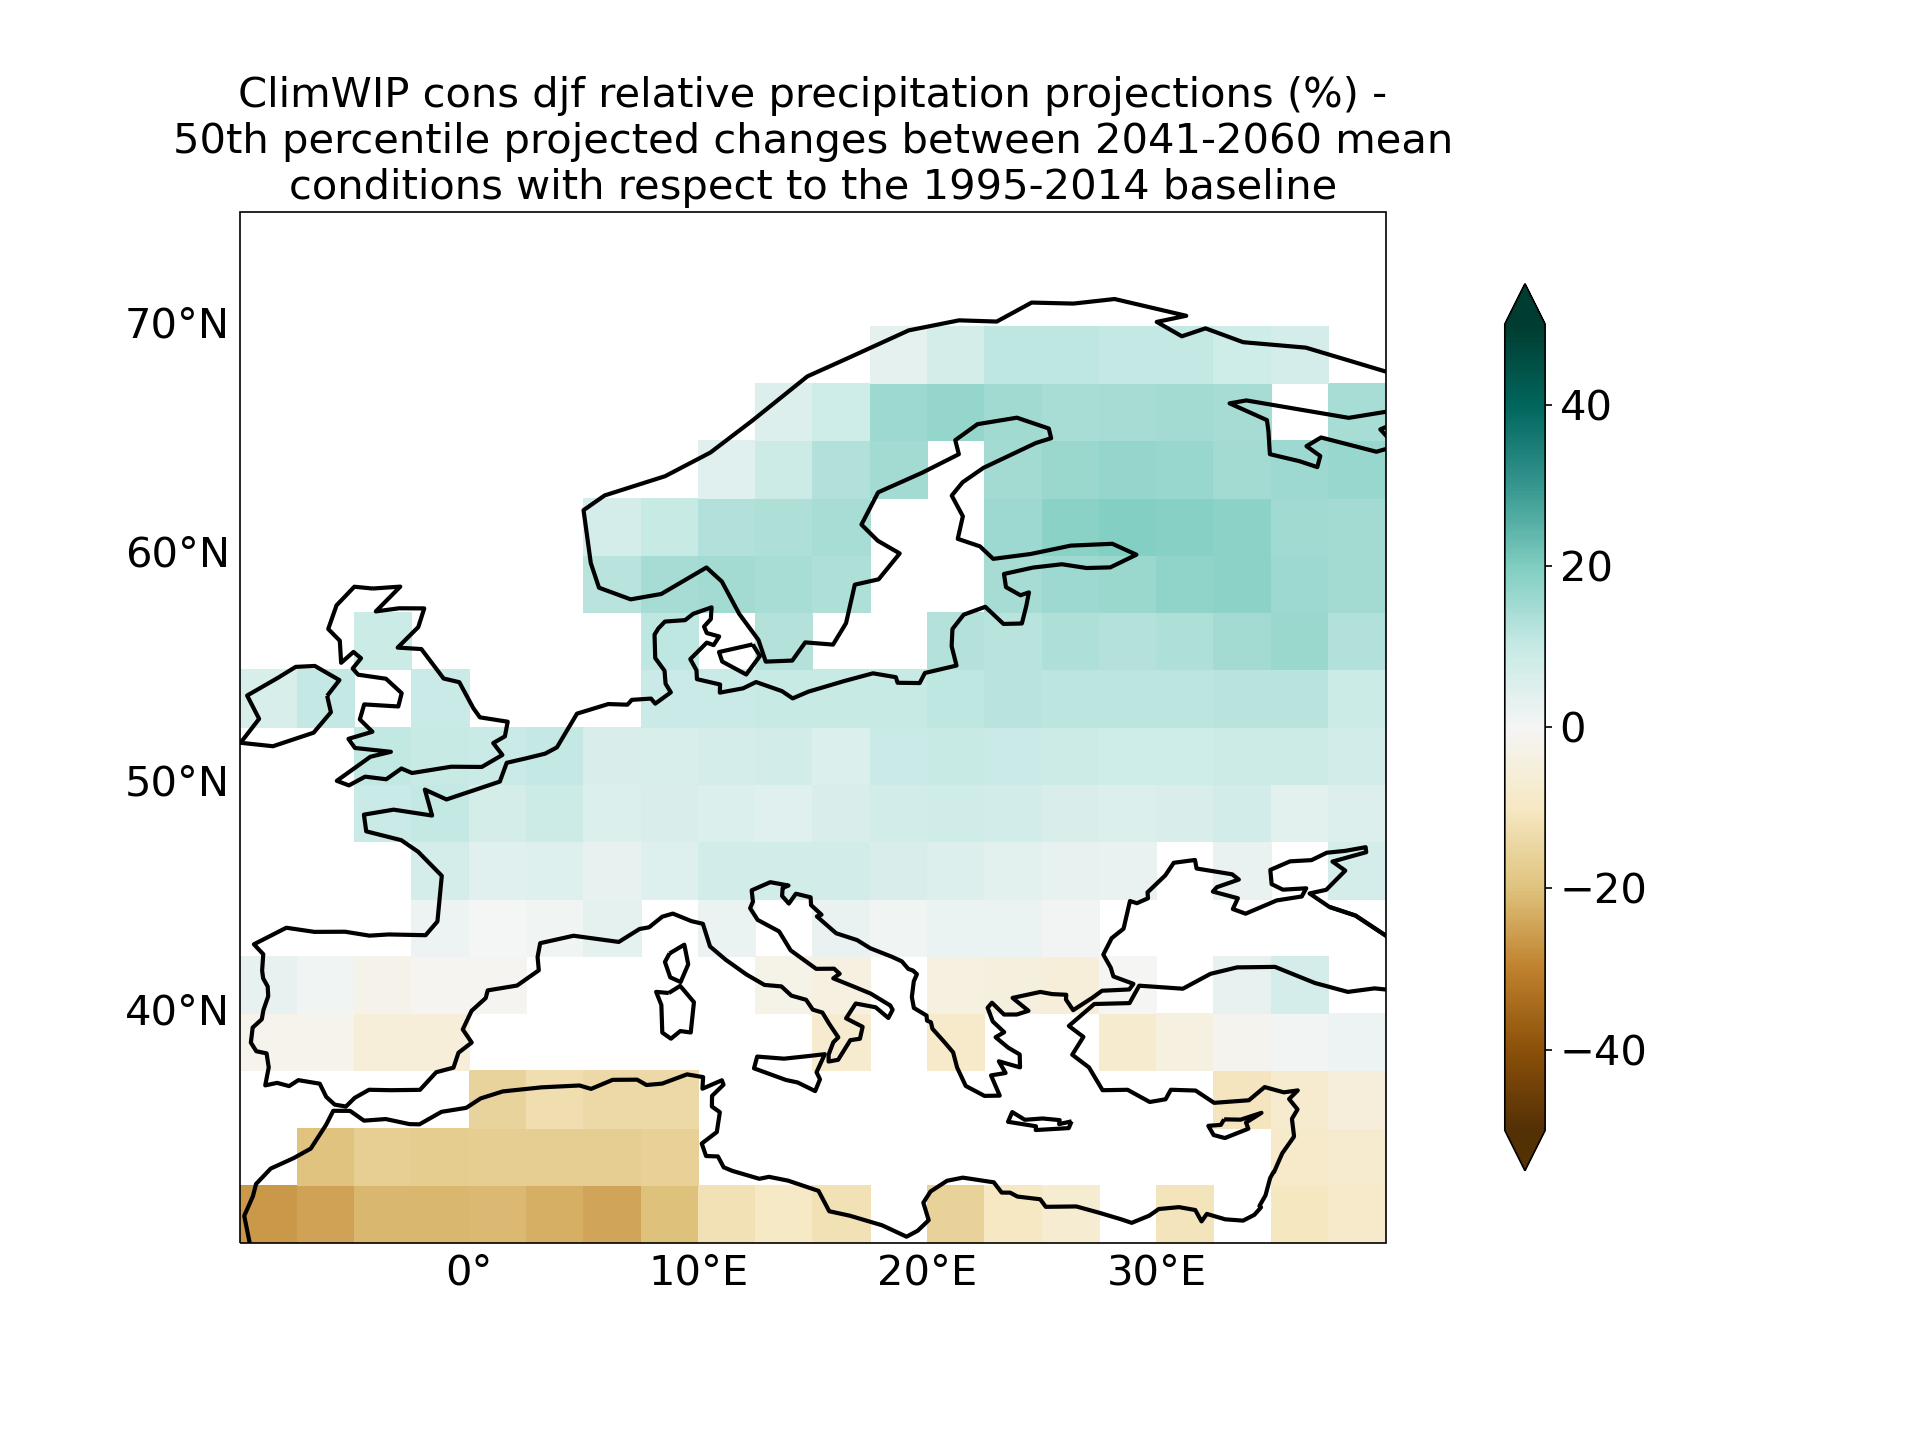 ClimWIP cons djf relative precipitation projections (%) -
50th percentile projected changes between 2041-2060 mean
conditions with respect to the 1995-2014 baseline
70°N
60°N
50°N
40°N
0°
10°E
20°E
30°E
40
20
0
−20
−40